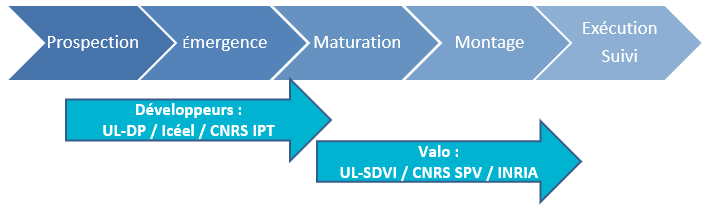 Prospection
Émergence
Maturation
Montage
Exécution
Suivi
Développeurs :
UL-DP / Icéel / CNRS IPT
Valo :
UL-SDVI / CNRS SPV / INRIA